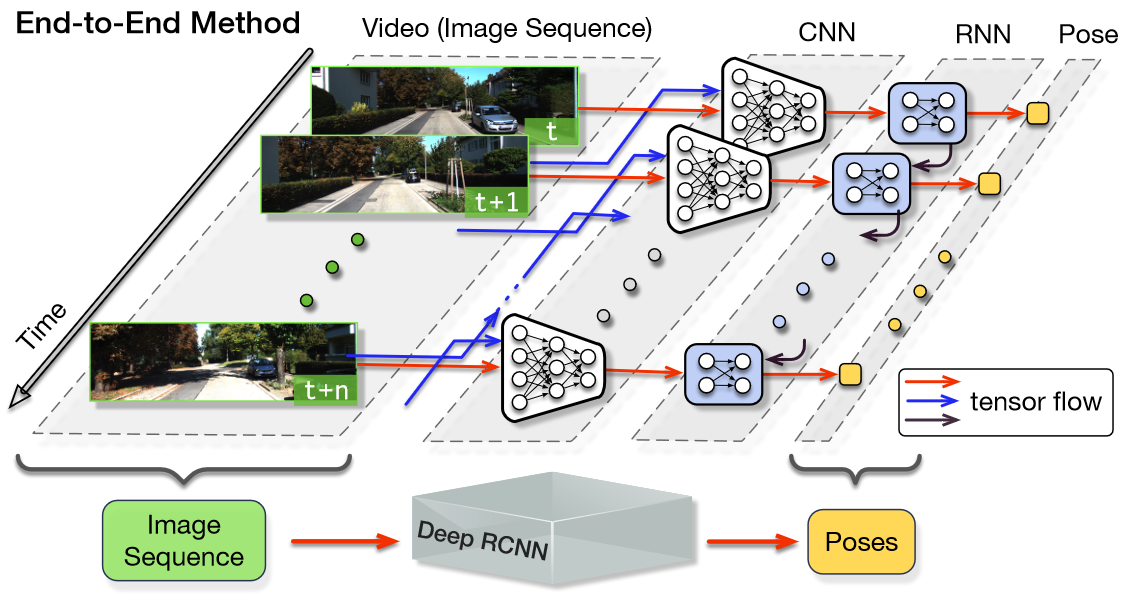 End-to-End Method
Video (Image Sequence)
CNN
RNN
Pose
t
t+1
Time
t+n
tensor flow
Image
Sequence
Deep RCNN
Poses